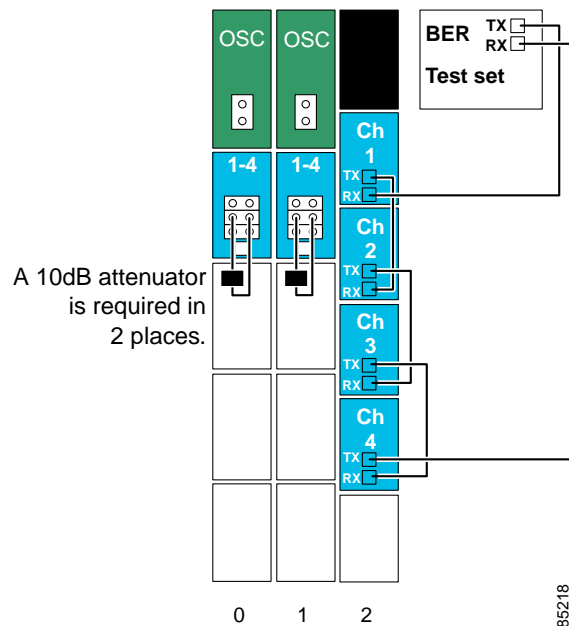 OSC
OSC
BER
TX
RX
Test set
1-4
1-4
Ch
1
TX
RX
Ch
2
TX
RX
A 10dB attenuator
is required in
2 places.
Ch
3
TX
RX
Ch
4
TX
RX
0
1
2
85218